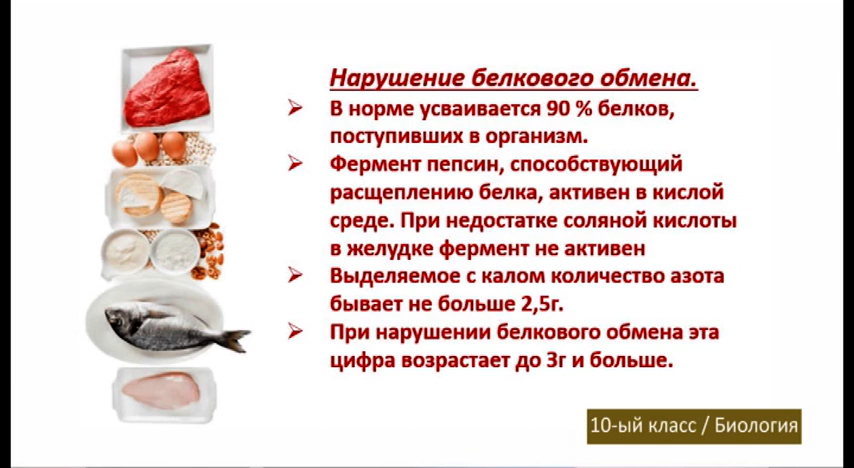 Нарушение белкового обмена.
➢ В норме усваивается 90 % белков,
поступивших в организм.
➢ Фермент пепсин, способствующий
расщеплению белка, активен в кислой
среде. При недостатке соляной кислоты
в желудке фермент не активен
➢ Выделяемое с калом количество азота
бывает не больше 2,5г.
➢ При нарушении белкового обмена эта
цифра возрастает до 3г и больше.
10-ый класс / Биология